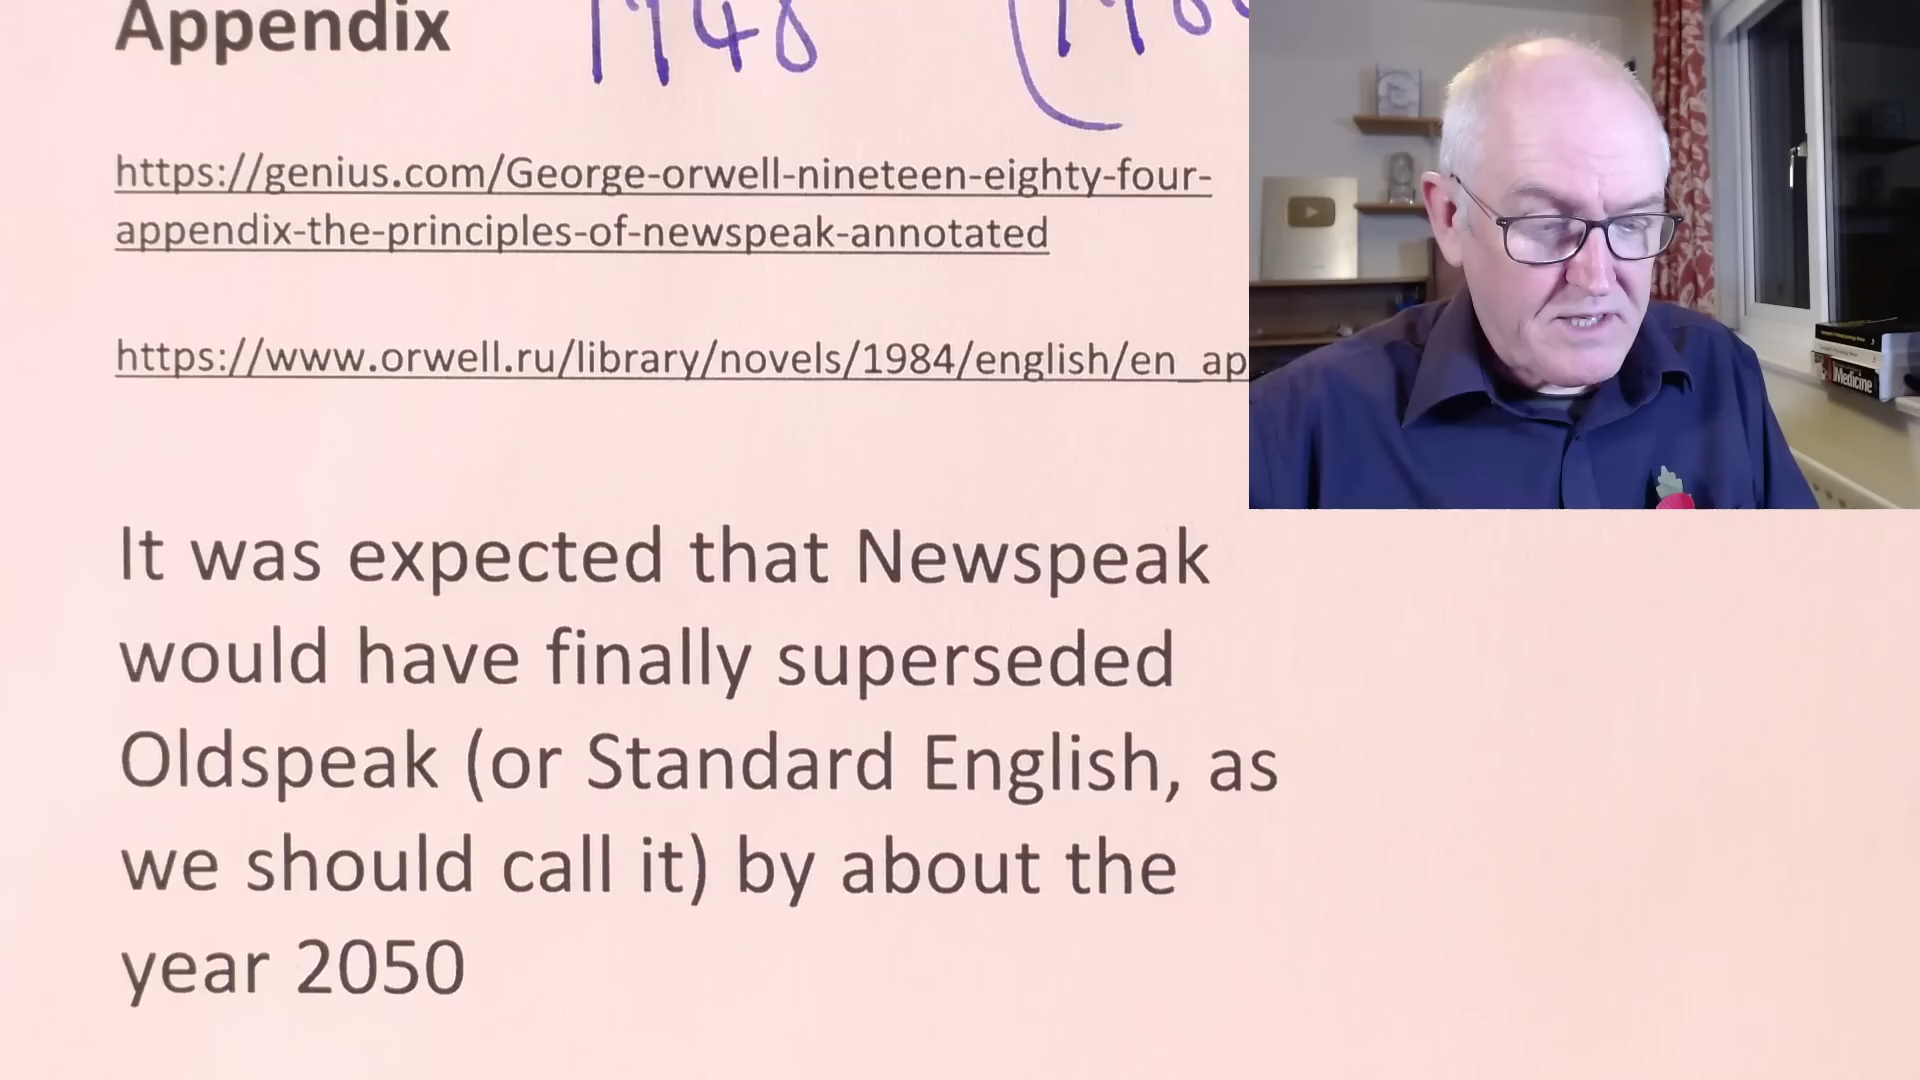 Appendix 1948
https://genius.com/George-orwell-nineteen-eighty-four-
appendix-the-principles-of-newspeak-annotated
https://www.orwell.ru/library/novels/1984/english/en_ap
It was expected that Newspeak
would have finally superseded
Oldspeak (or Standard English, as
we should call it) by about the
year 2050
Medicine